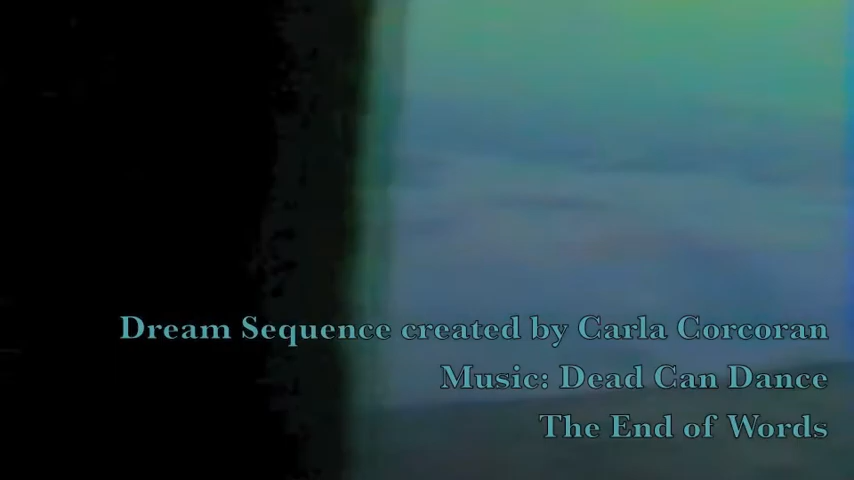 Dream Sequence created by Carla Corcoran
Music: Dead Can Dance
The End of Words